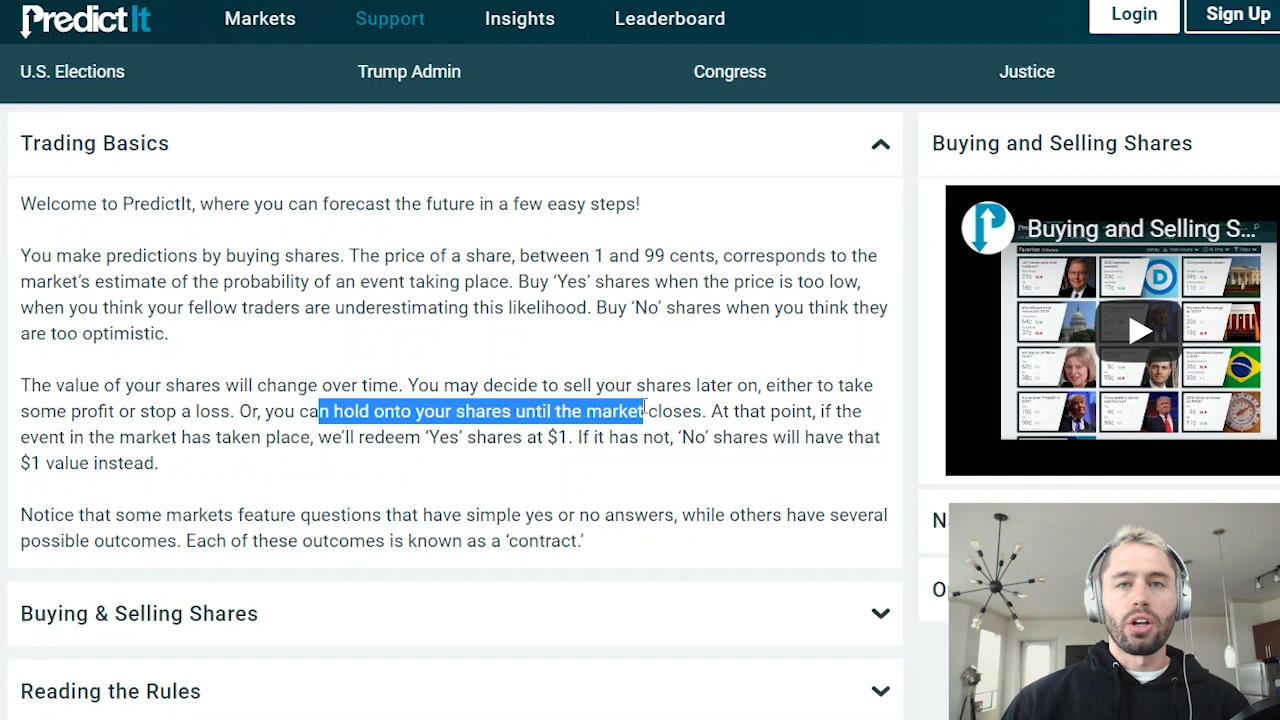 PredictIt
Markets
Support
Insights
Leaderboard
Login
Sign Up
U.S. Elections
Trump Admin
Congress
Justice
Trading Basics
Welcome to PredictIt, where you can forecast the future in a few easy steps!
You make predictions by buying shares. The price of a share, between 1 and 99 cents, corresponds to the
market’s estimate of the probability of an event taking place. Buy ‘Yes’ shares when the price is too low,
when you think your fellow traders are underestimating this likelihood. Buy ‘No’ shares when you think they
are too optimistic.
The value of your shares will change over time. You may decide to sell your shares later on, either to take
some profit or stop a loss. Or, you can hold onto your shares until the market closes. At that point, if the
event in the market has taken place, we’ll redeem ‘Yes’ shares at $1. If it has not, ‘No’ shares will have that
$1 value instead.
Notice that some markets feature questions that have simple yes or no answers, while others have several
possible outcomes. Each of these outcomes is known as a ‘contract.’
Buying & Selling Shares
Reading the Rules
Buying and Selling Shares
Buying and Selling S...